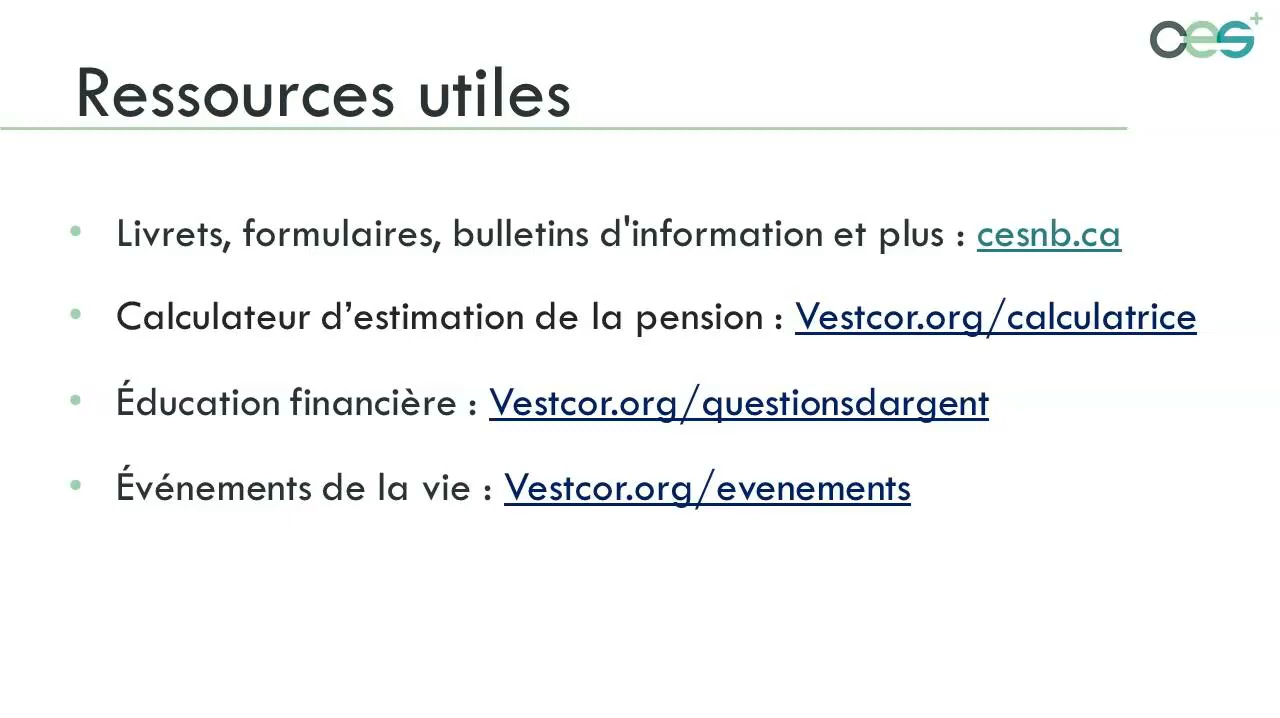 ces+
Ressources utiles
• Livrets, formulaires, bulletins d'information et plus : cesnb.ca
• Calculateur d’estimation de la pension : Vestcor.org/calculatrice
• Éducation financière : Vestcor.org/questionsdargent
• Événements de la vie : Vestcor.org/evenements